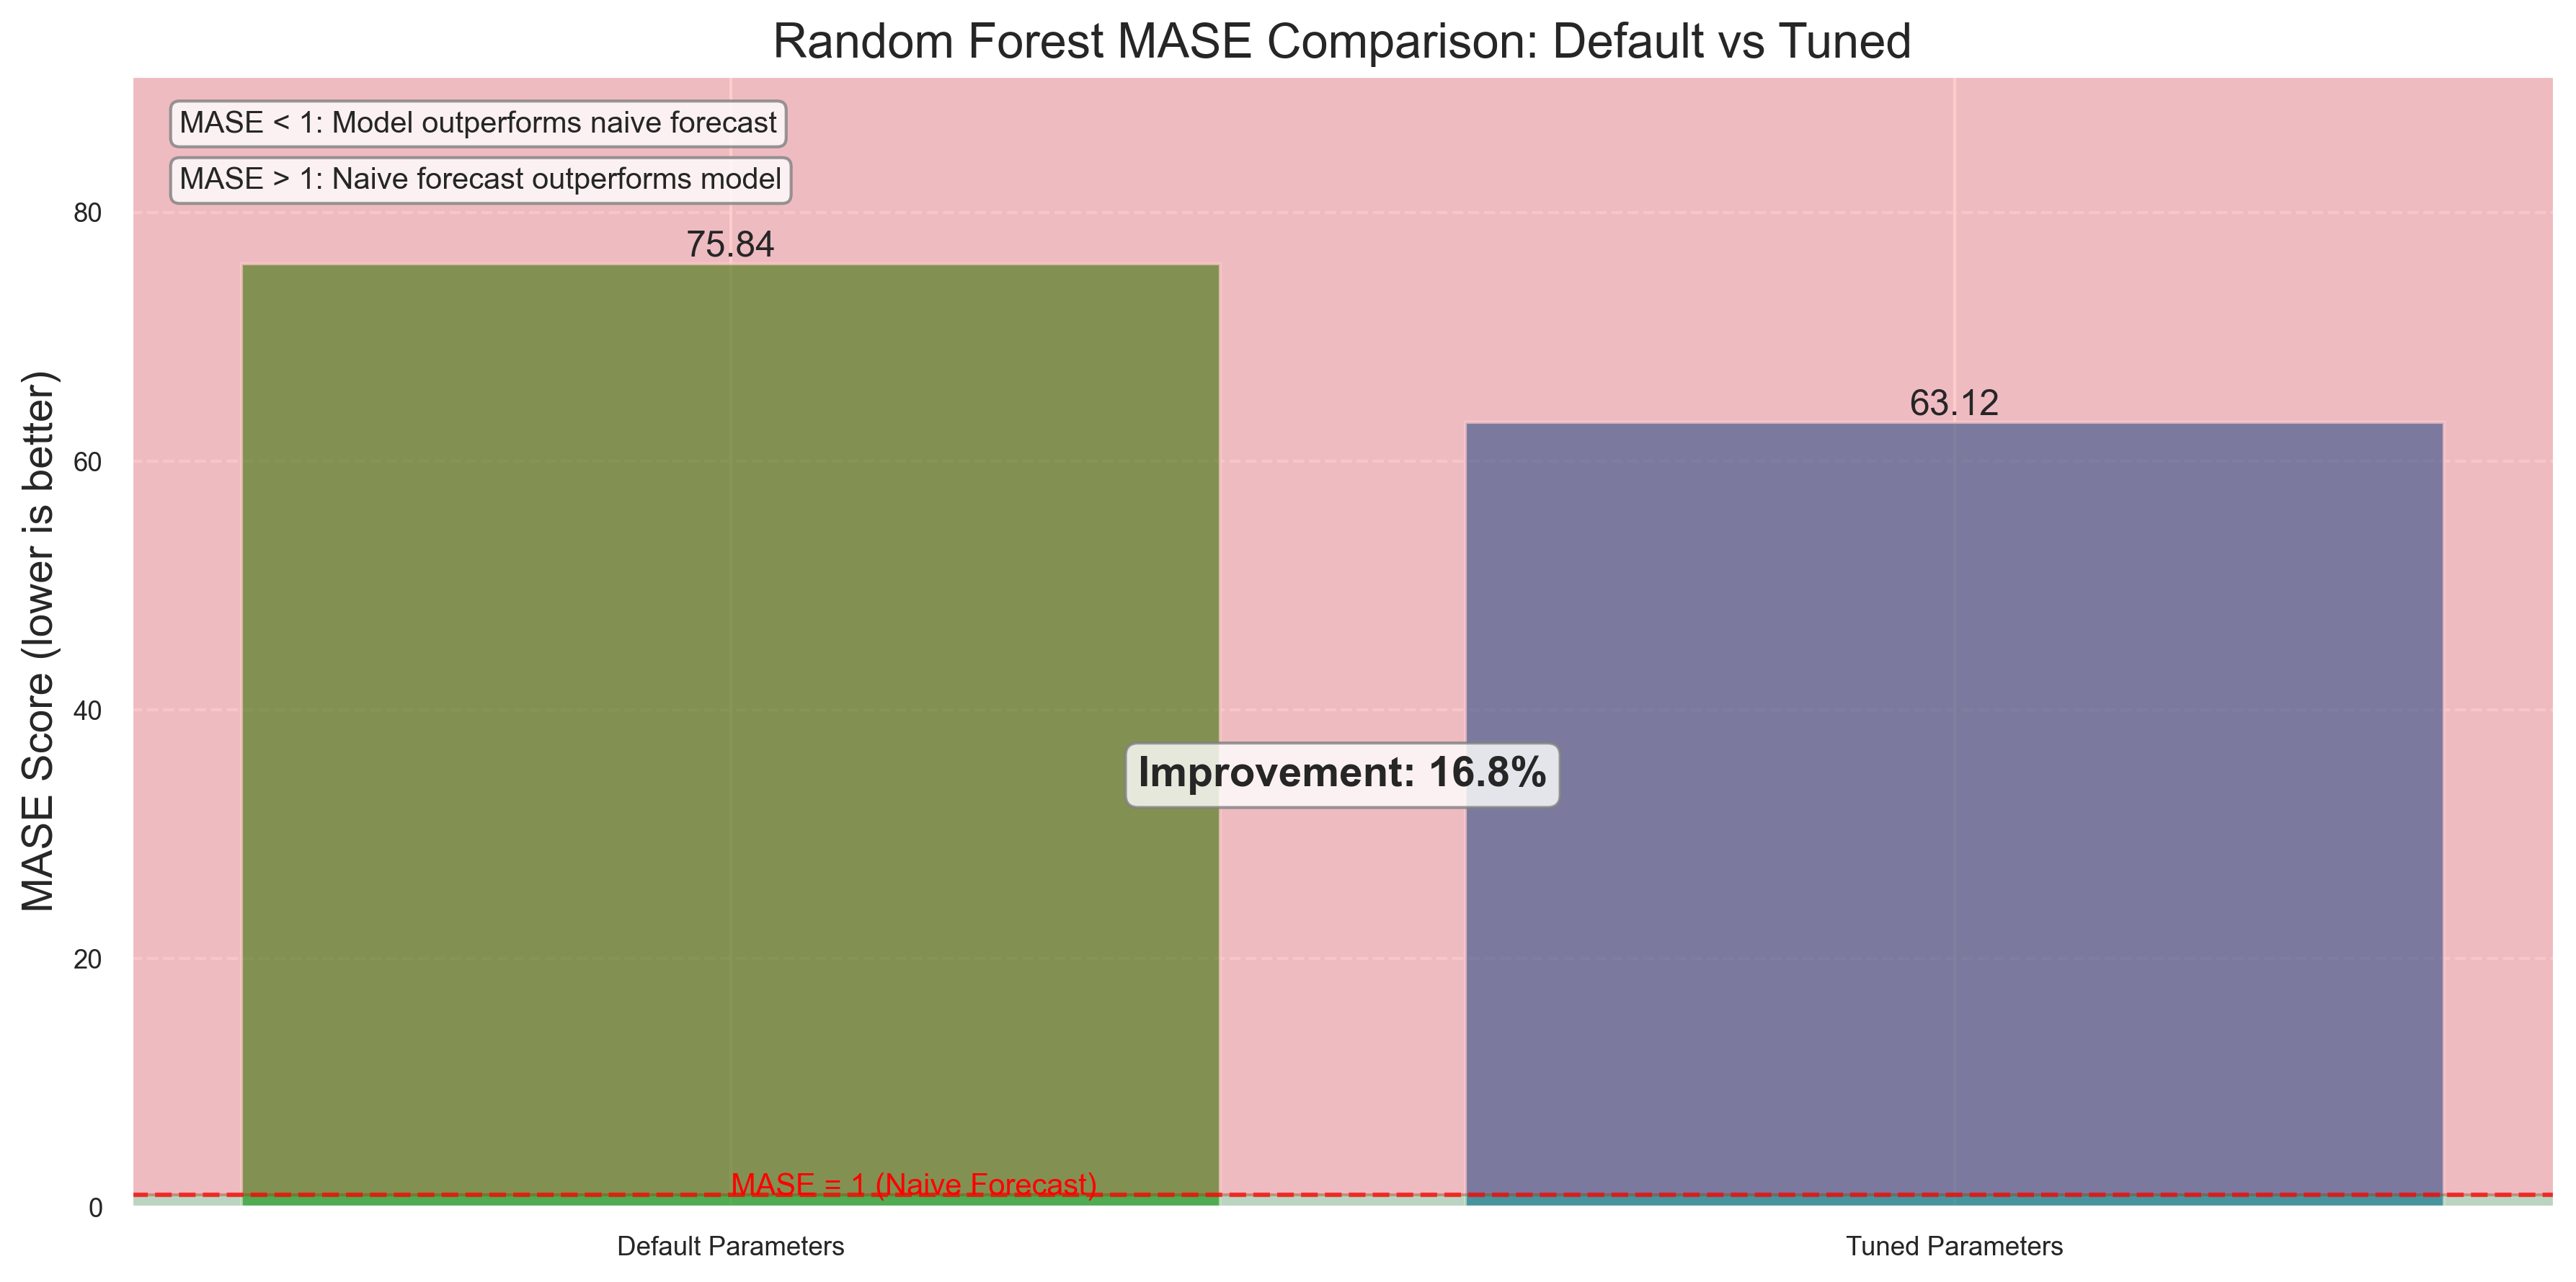 Random Forest MASE Comparison: Default vs Tuned
MASE < 1: Model outperforms naive forecast
MASE > 1: Naive forecast outperforms model
MASE Score (lower is better)
80
60
40
20
0
75.84
63.12
Improvement: 16.8%
MASE = 1 (Naive Forecast)
Default Parameters
Tuned Parameters